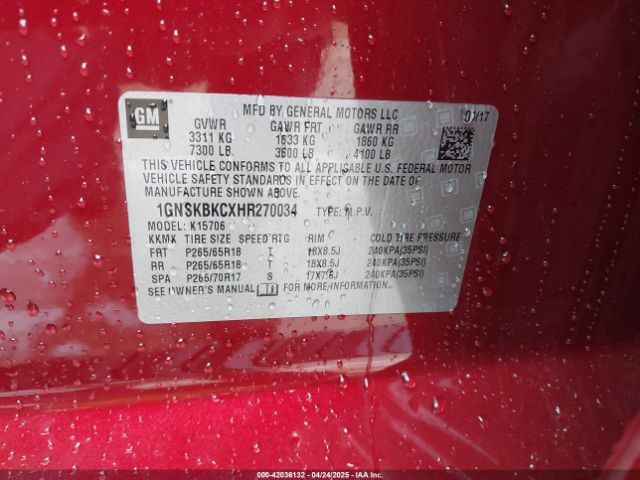 GM
MFD BY GENERAL MOTORS LLC 01/17
GVWR GAWR FRT GAWR RR
3311 KG 1633 KG 1860 KG
7300 LB 3600 LB 4100 LB
THIS VEHICLE CONFORMS TO ALL APPLICABLE U.S. FEDERAL MOTOR
VEHICLE SAFETY STANDARDS IN EFFECT ON THE DATE OF
MANUFACTURE SHOWN ABOVE.
1GNSKBKCXHR270034 TYPE: M.P.V.
MODEL: K15706
KKMK TIRE SIZE SPEED RTG RIM COLD TIRE PRESSURE
FRT P265/65R18 T 18X8.5J 240KPA(35PSI)
RR P265/65R18 T 18X8.5J 240KPA(35PSI)
SPA P265/70R17 S 17X7.5J 240KPA(35PSI)
SEE OWNER'S MANUAL FOR MORE INFORMATION.
000-42036132 - 04/24/2025 - IAAI.COM